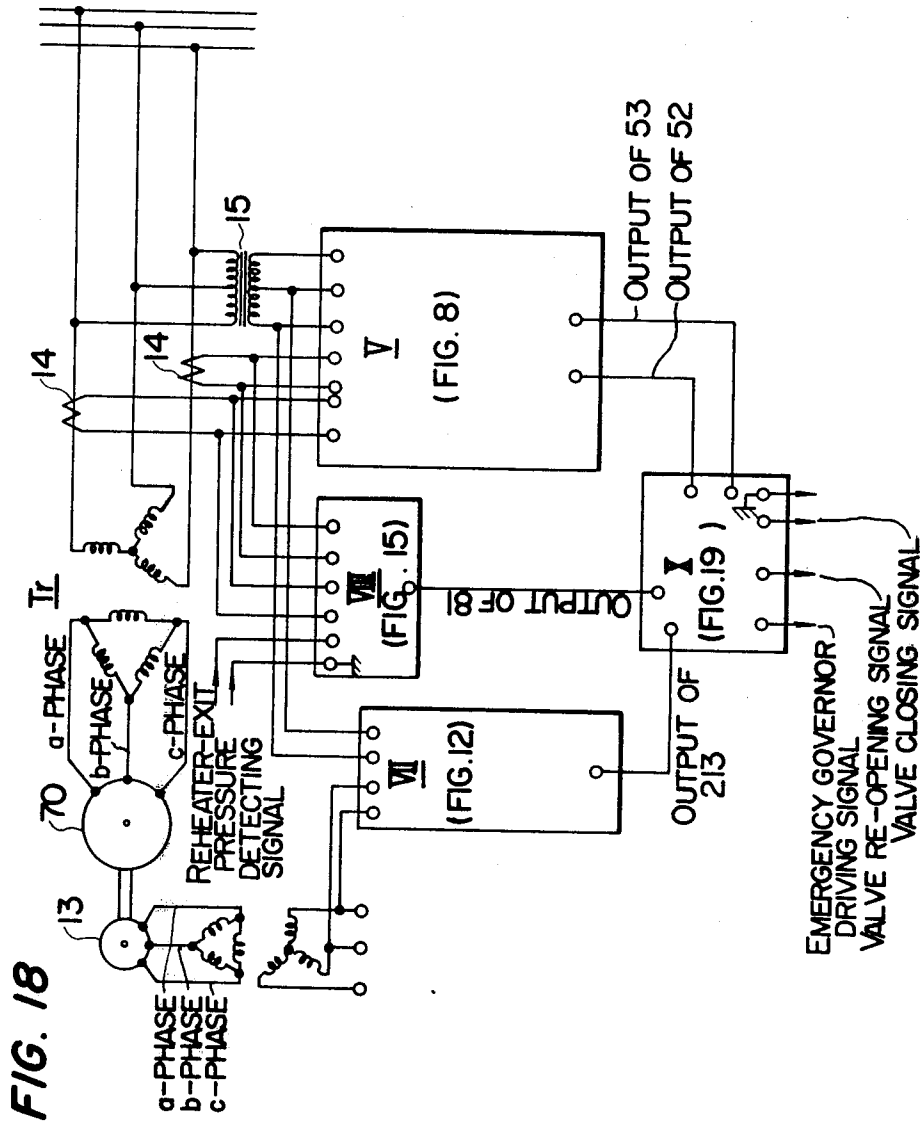 FIG. 18
13
70
Tr
a-PHASE
b-PHASE
c-PHASE
a-PHASE
b-PHASE
c-PHASE
14
14
15
REHEATER-EXIT
PRESSURE
DETECTING
SIGNAL
VII
(FIG.12)
VIII
(FIG. 15)
V
(FIG. 8)
OUTPUT OF
213
OUTPUT OF 81
OUTPUT OF 53
OUTPUT OF 52
X
(FIG.19)
EMERGENCY GOVERNOR
DRIVING SIGNAL
VALVE RE-OPENING SIGNAL
VALVE CLOSING SIGNAL